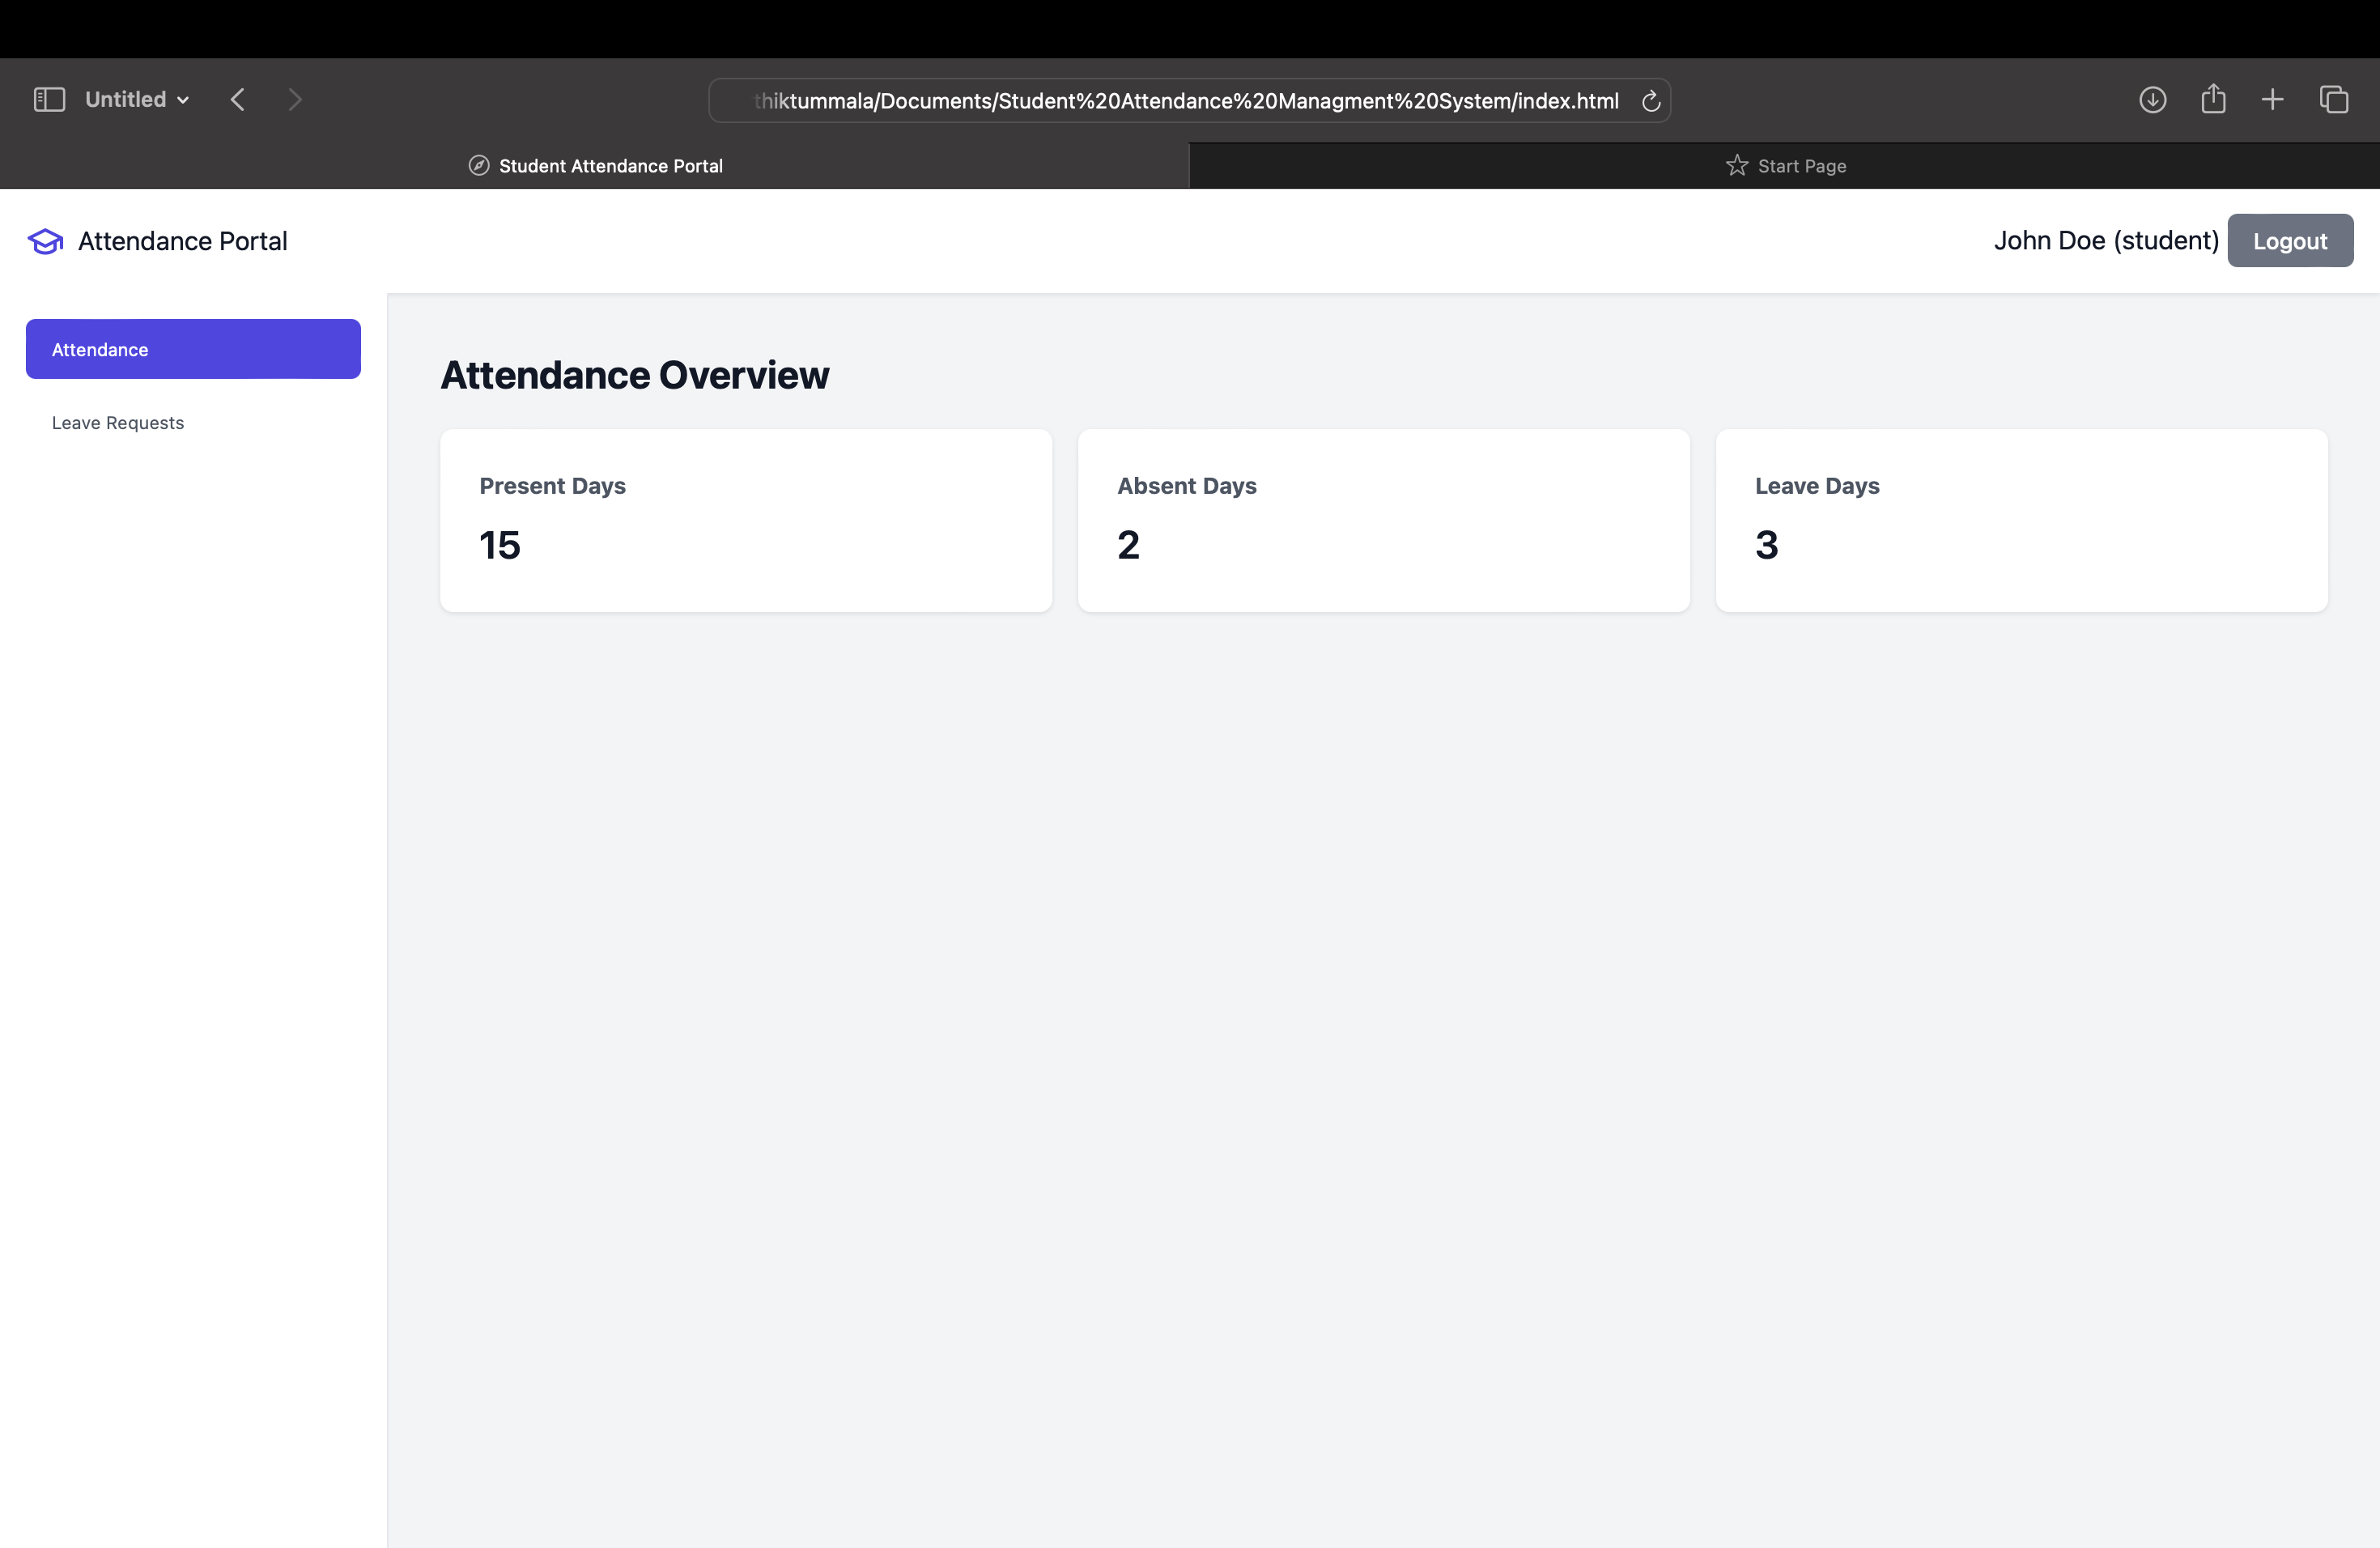 Untitled
thiktummala/Documents/Student%20Attendance%20Managment%20System/index.html
Student Attendance Portal
Start Page
Attendance Portal
John Doe (student)
Logout
Attendance
Leave Requests
Attendance Overview
Present Days
15
Absent Days
2
Leave Days
3